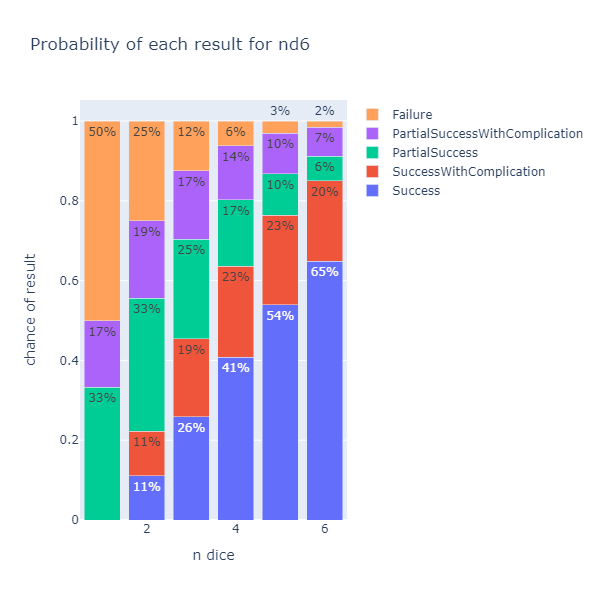 Probability of each result for nd6
3% 2%
1 50% 25% 12% 6% 10% 7%
14%
17% 10% 6%
0.8 19% 17% 23% 20%
25%
0.6 33% 23% 54% 65%
0.4 17% 19% 41%
33% 11% 26%
0.2 11%
0
2 4 6
n dice
chance of result
Failure
PartialSuccessWithComplication
PartialSuccess
SuccessWithComplication
Success